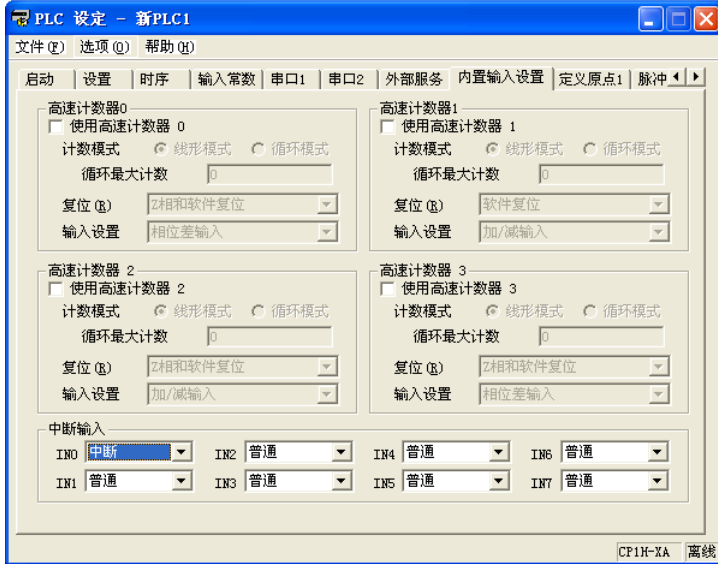 PLC 设定 - 新PLC1
文件(F) 选项(O) 帮助(H)
启动 设置 时序 输入常数 串口1 串口2 外部服务 内置输入设置 定义原点1 脉冲
高速计数器0 高速计数器1
使用高速计数器 0 使用高速计数器 1
计数模式 线形模式 循环模式 计数模式 线形模式 循环模式
循环最大计数 0 循环最大计数 0
复位(R) Z相和软件复位 复位(R) 软件复位
输入设置 相位差输入 输入设置 加/减输入
高速计数器 2 高速计数器 3
使用高速计数器 2 使用高速计数器 3
计数模式 线形模式 循环模式 计数模式 线形模式 循环模式
循环最大计数 0 循环最大计数 0
复位(R) Z相和软件复位 复位(R) Z相和软件复位
输入设置 加/减输入 输入设置 相位差输入
中断输入
IN0 中断 IN2 普通 IN4 普通 IN6 普通
IN1 普通 IN3 普通 IN5 普通 IN7 普通
CP1H-XA 离线